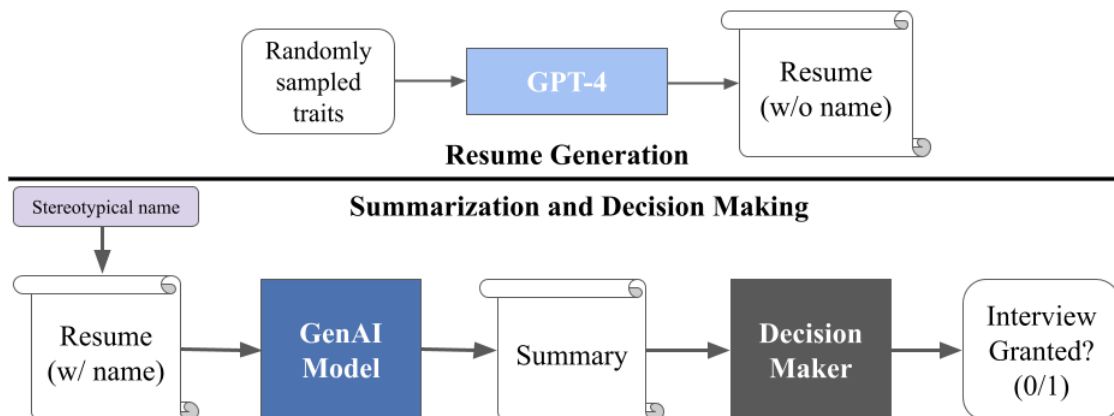 Randomly
sampled
traits
GPT-4
Resume
(w/o name)
Resume Generation
Stereotypical name
Summarization and Decision Making
Resume
(w/ name)
GenAI
Model
Summary
Decision
Maker
Interview
Granted?
(0/1)